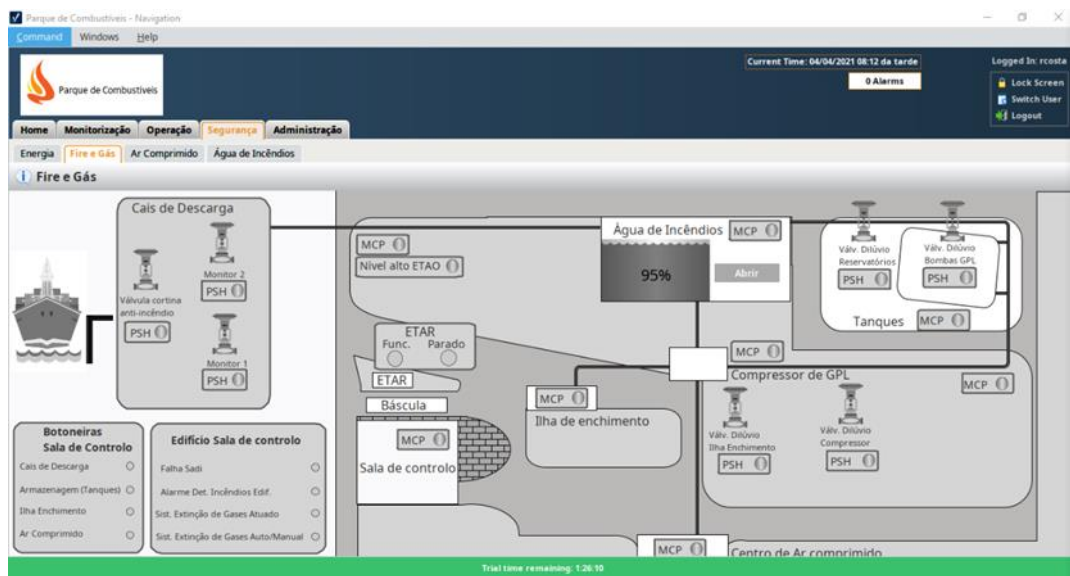 Parque de Combustíveis - Navigation
Command Windows Help
Parque de Combustíveis
Current Time: 04/04/2021 08:12 da tarde
0 Alarms
Logged In: rcosta
Lock Screen
Switch User
Logout
Home Monitorização Operação Segurança Administração
Energia Fire e Gás Ar Comprimido Água de Incêndios
Fire e Gás
Cais de Descarga
Monitor 2
PSH
Válvula cortina
anti-incêndio
PSH
Monitor 1
PSH
MCP
Nível alto ETAO
Água de Incêndios MCP
95%
Abrir
Válv. Dilúvio
Reservatórios
PSH
Válv. Dilúvio
Bombas GPL
PSH
Tanques MCP
ETAR
Func. Parado
ETAR
Báscula
MCP
Sala de controlo
MCP
Ilha de enchimento
MCP
Compressor de GPL
MCP
Válv. Dilúvio
Ilha Enchimento
PSH
Válv. Dilúvio
Compressor
PSH
Botoneiras
Sala de Controlo
Cais de Descarga
Armazenagem (Tanques)
Ilha Enchimento
Ar Comprimido
Edifício Sala de controlo
Falha Sadi
Alarme Det. Incêndios Edif.
Sist. Extinção de Gases Atuado
Sist. Extinção de Gases Auto/Manual
MCP
Centro de Ar comprimido
Trial time remaining: 1:26:10